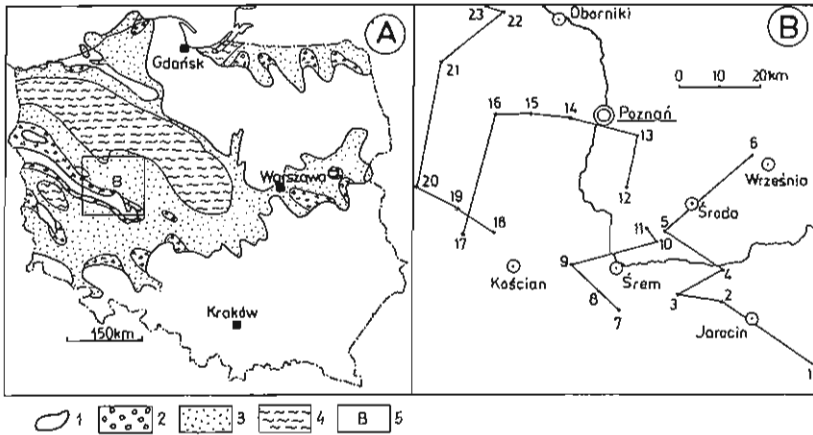 A
Gdańsk
B
Warszawa
Kraków
150km
B
23
22
Oborniki
21
0 10 20km
16
15
14
Poznań
13
6
Września
20
19
12
Środa
5
18
17
11
10
9
Kościan
Śrem
4
8
7
3
2
Jarocin
1
1
2
3
4
B 5